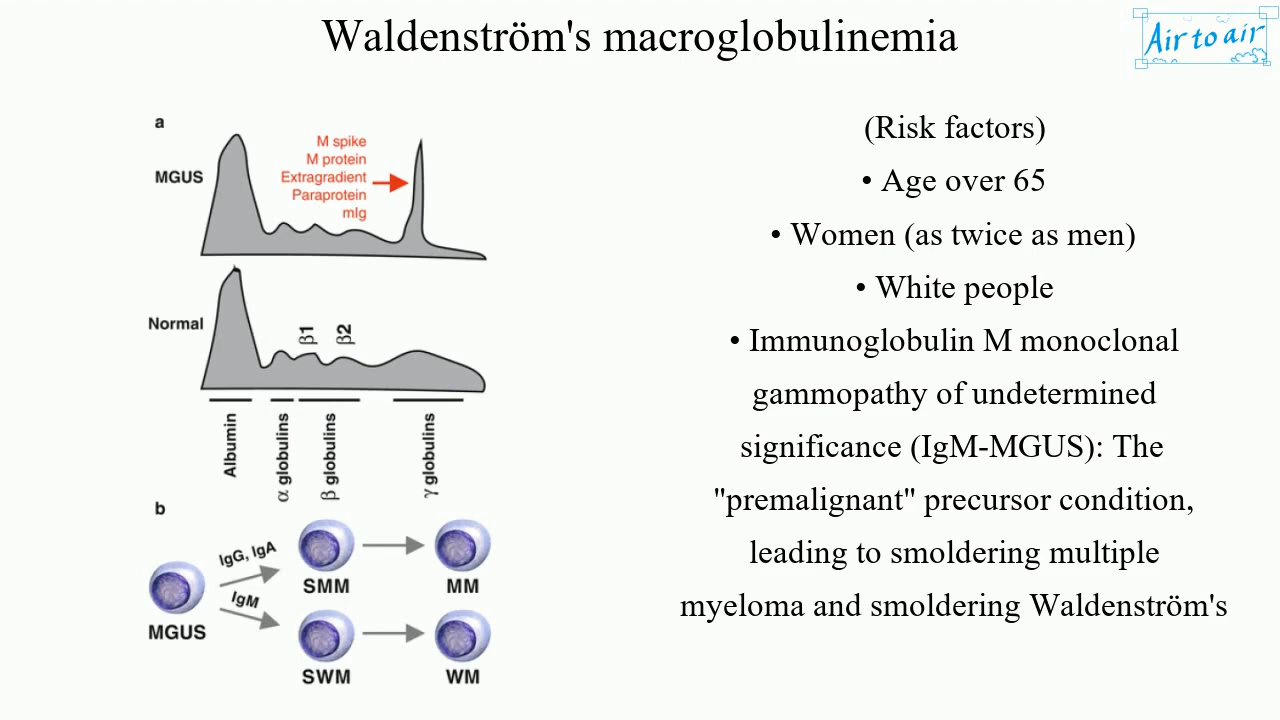 Waldenström's macroglobulinemia
Air to air
a
MGUS
M spike
M protein
Extragradient
Paraprotein
mIg
Normal
β1
β2
Albumin
α globulins
β globulins
γ globulins
b
MGUS
IgG, IgA
IgM
SMM
MM
SWM
WM
(Risk factors)
• Age over 65
• Women (as twice as men)
• White people
• Immunoglobulin M monoclonal
gammopathy of undetermined
significance (IgM-MGUS): The
"premalignant" precursor condition,
leading to smoldering multiple
myeloma and smoldering Waldenström's